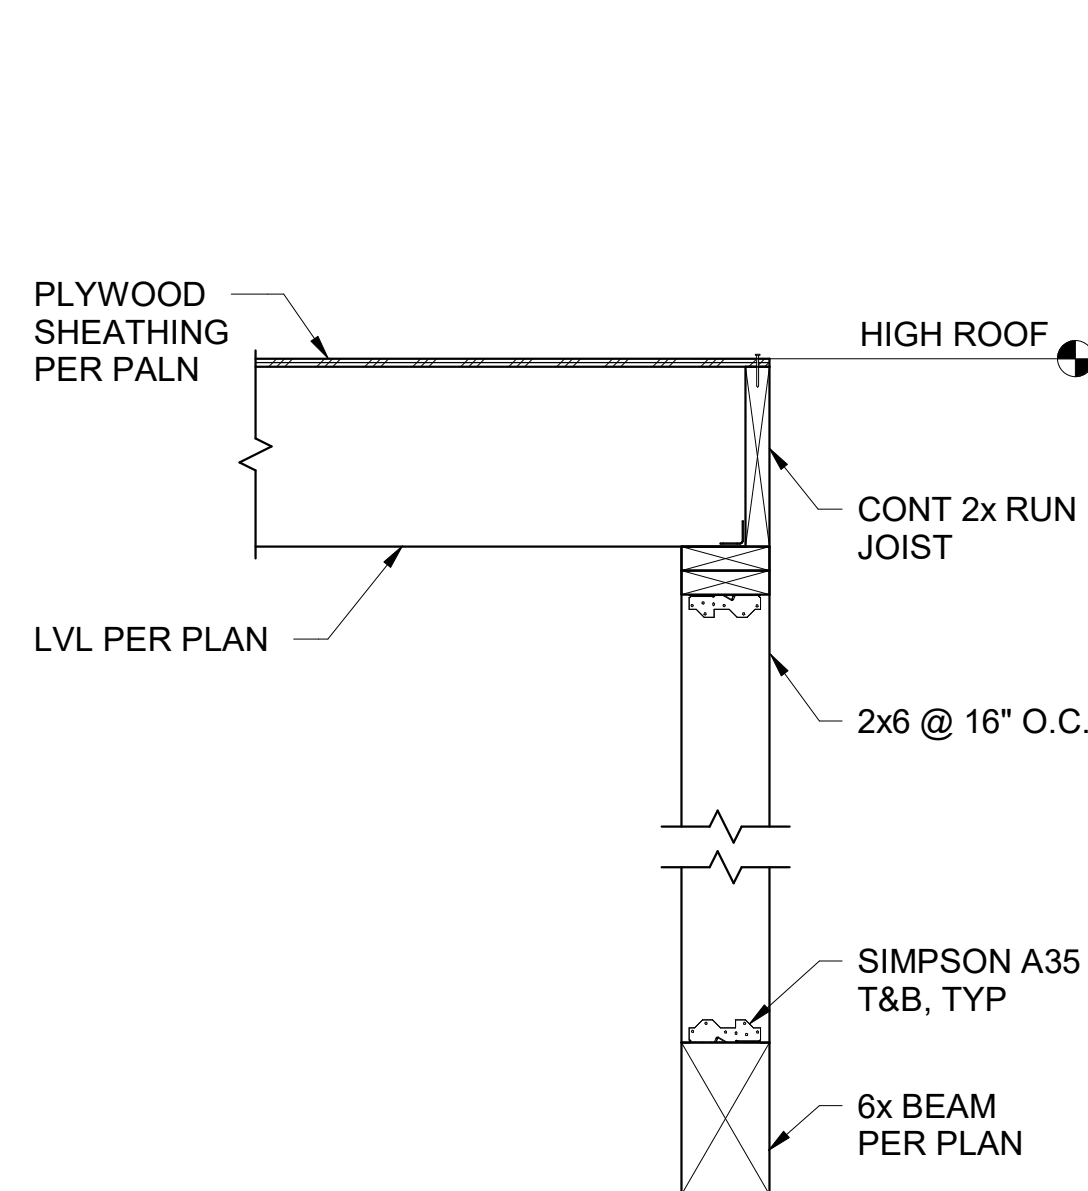 PLYWOOD
SHEATHING
PER PALN
HIGH ROOF
CONT 2x RUN
JOIST
LVL PER PLAN
2x6 @ 16" O.C.
SIMPSON A35
T&B, TYP
6x BEAM
PER PLAN